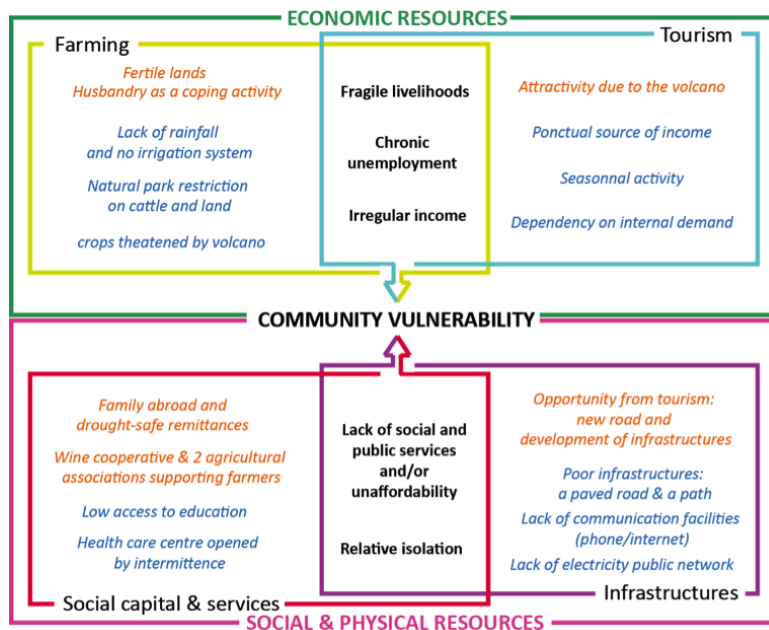 ECONOMIC RESOURCES
Farming
Tourism
Fertile lands
Husbandry as a coping activity
Lack of rainfall
and no irrigation system
Natural park restriction
on cattle and land
crops theatened by volcano
Fragile livelihoods
Chronic
unemployment
Irregular income
Attractivity due to the volcano
Ponctual source of income
Seasonnal activity
Dependency on internal demand
COMMUNITY VULNERABILITY
Family abroad and
drought-safe remittances
Wine cooperative & 2 agricultural
associations supporting farmers
Low access to education
Health care centre opened
by intermittence
Social capital & services
Lack of social and
public services
and/or
unaffordability
Relative isolation
Opportunity from tourism:
new road and
development of infrastructures
Poor infrastructures:
a paved road & a path
Lack of communication facilities
(phone/internet)
Lack of electricity public network
Infrastructures
SOCIAL & PHYSICAL RESOURCES